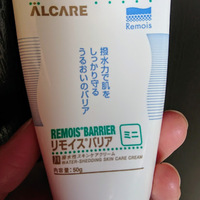 ALCARE
Remois
撥水力で肌を
しっかり守る
うるおいのバリア
REMOIS® BARRIER
リモイス®バリア
ミニ
撥水性スキンケアクリーム
WATER-SHEDDING SKIN CARE CREAM
内容量:50g